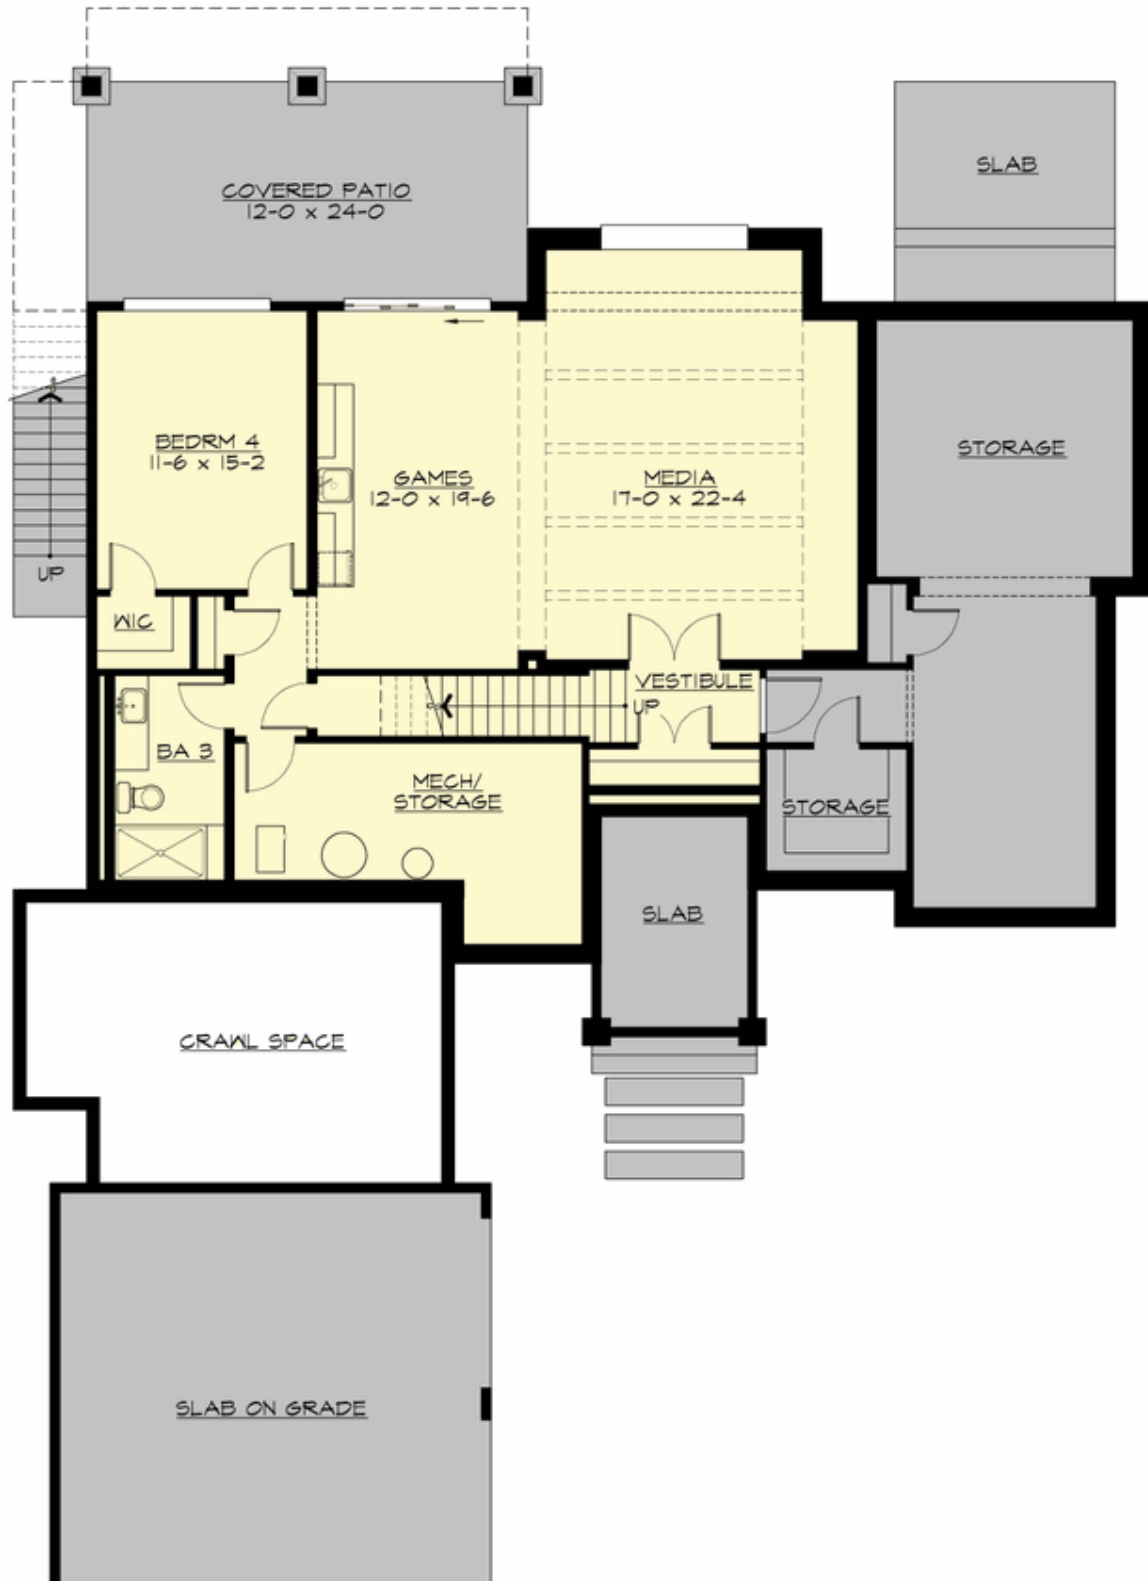 COVERED PATIO
12-0 x 24-0
SLAB
BEDRM 4
11-6 x 15-2
GAMES
12-0 x 19-6
MEDIA
17-0 x 22-4
STORAGE
UP
WIC
VESTIBULE
UP
BA 3
MECH/
STORAGE
STORAGE
SLAB
CRAWL SPACE
SLAB ON GRADE